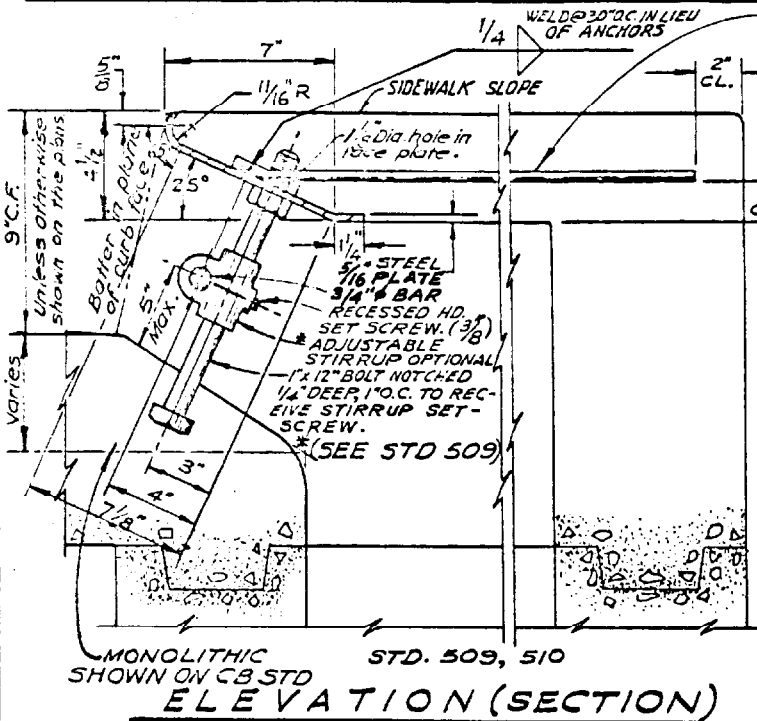 WELD @ 30" O.C. IN LIEU
OF ANCHORS
1/4
7"
2"
CL.
5/8
11/16" R
SIDEWALK SLOPE
Dia. hole in
face plate.
4 1/2"
25°
9" C.F.
Unless otherwise
shown on the plans
Batter in plane
of curb face
1 1/4"
5/16" STEEL
PLATE
3/4" φ BAR
RECESSED HD.
SET SCREW. (3/8)
* ADJUSTABLE
STIRRUP OPTIONAL
1" x 12" BOLT NOTCHED
1/4" DEEP, 1" O.C. TO REC-
EIVE STIRRUP SET-
SCREW.
*(SEE STD 509)
5"
Max.
Varies
3"
4"
7 1/8"
MONOLITHIC
SHOWN ON CB STD
STD. 509, 510
ELEVATION (SECTION)